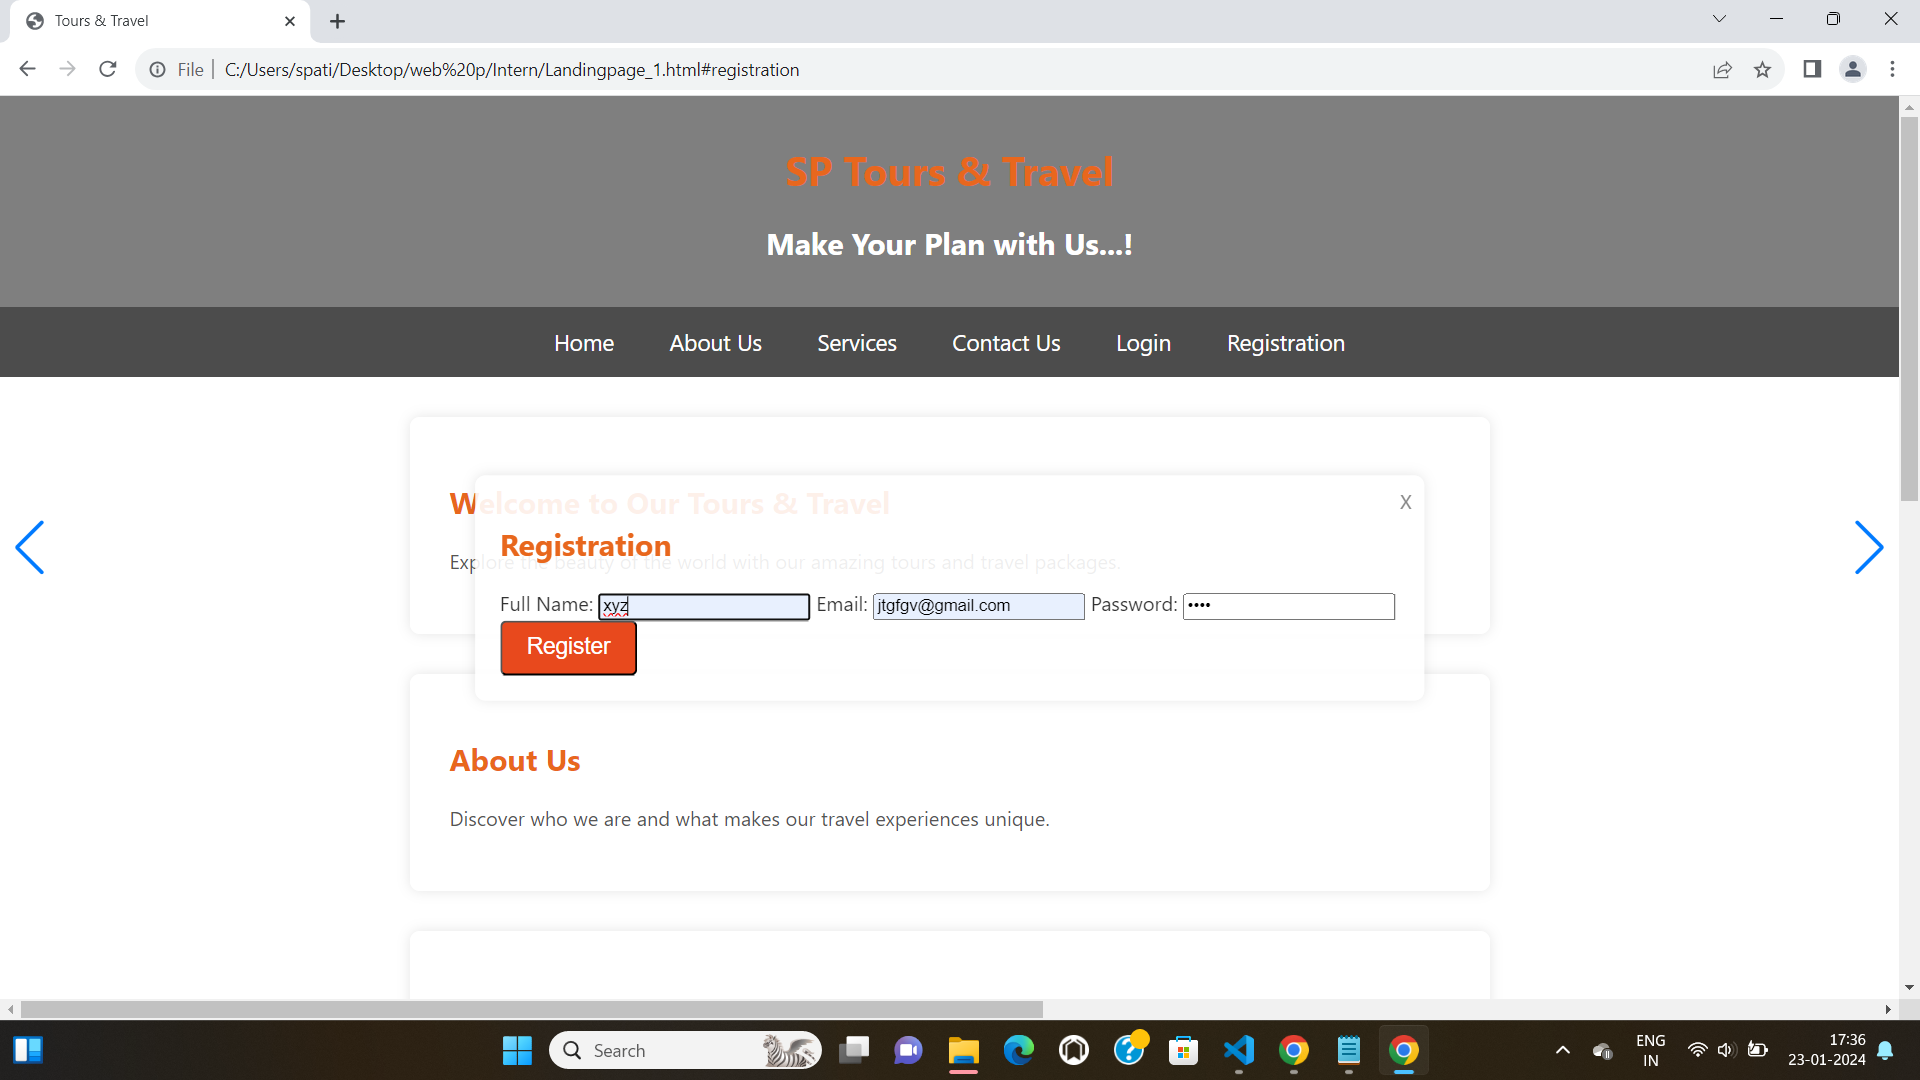 Tours & Travel
File
C:/Users/spati/Desktop/web%20p/Intern/Landingpage_1.html#registration
SP Tours & Travel
Make Your Plan with Us...!
Home About Us Services Contact Us Login Registration
Welcome to Our Tours & Travel
X
Registration
Explore the beauty of the world with our amazing tours and travel packages.
Full Name: xyz Email: jtgfgv@gmail.com Password: ••••
Register
About Us
Discover who we are and what makes our travel experiences unique.
Search
ENG
IN
17:36
23-01-2024